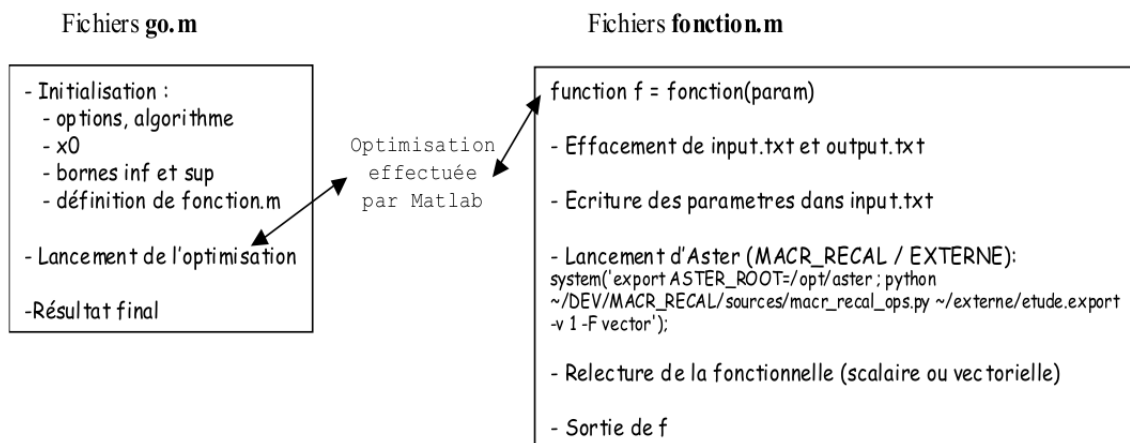 Fichiers go.m
- Initialisation :
- options, algorithme
- x0
- bornes inf et sup
- définition de fonction.m
- Lancement de l'optimisation
-Résultat final
Optimisation
effectuée
par Matlab
Fichiers fonction.m
function f = fonction(param)
- Effacement de input.txt et output.txt
- Ecriture des parametres dans input.txt
- Lancement d'Aster (MACR_RECAL / EXTERNE):
system('export ASTER_ROOT=/opt/aster ; python
~/DEV/MACR_RECAL/sources/macr_recal_ops.py ~/externe/etude.export
-v 1 -F vector');
- Relecture de la fonctionnelle (scalaire ou vectorielle)
- Sortie de f